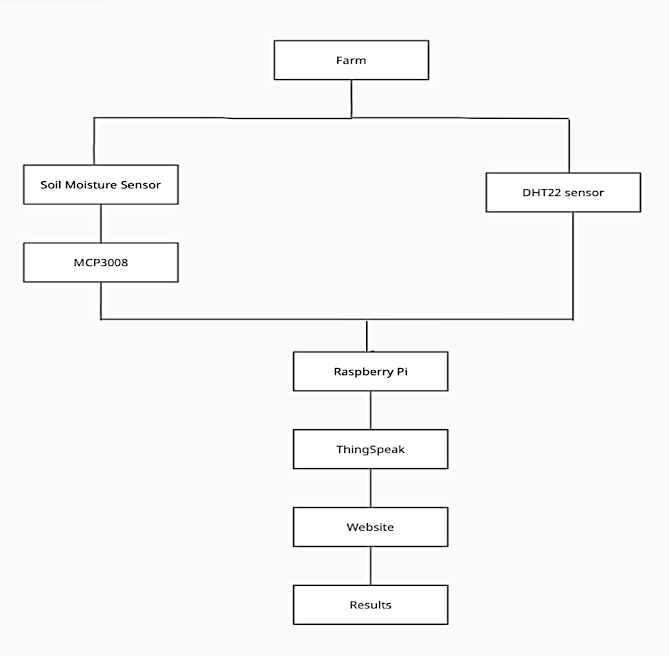 Farm
Soil Moisture Sensor
DHT22 sensor
MCP3008
Raspberry Pi
ThingSpeak
Website
Results